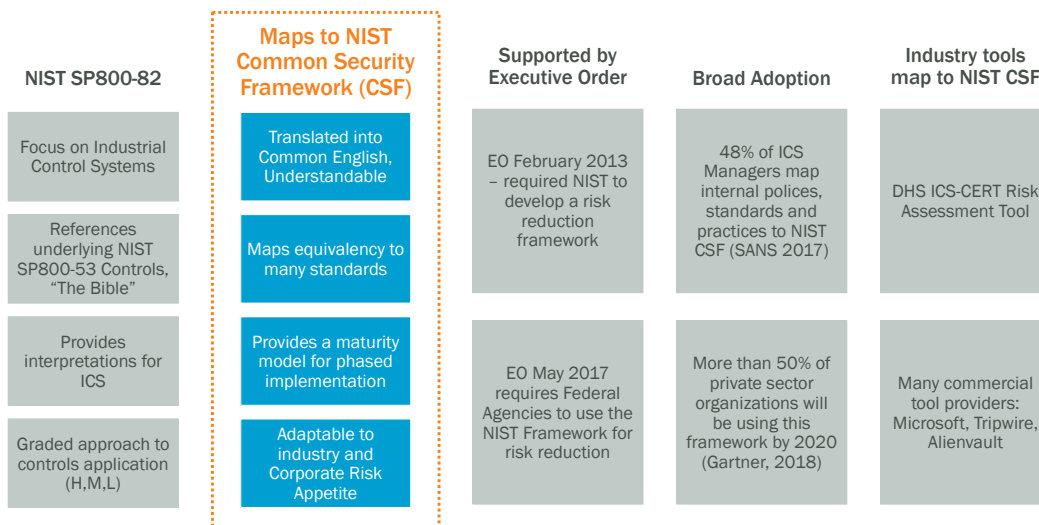 NIST SP800-82
Focus on Industrial
Control Systems
References
underlying NIST
SP800-53 Controls,
“The Bible”
Provides
interpretations for
ICS
Graded approach to
controls application
(H,M,L)
Maps to NIST
Common Security
Framework (CSF)
Translated into
Common English,
Understandable
Maps equivalency to
many standards
Provides a maturity
model for phased
implementation
Adaptable to
industry and
Corporate Risk
Appetite
Supported by
Executive Order
EO February 2013
– required NIST to
develop a risk
reduction
framework
EO May 2017
requires Federal
Agencies to use the
NIST Framework for
risk reduction
Broad Adoption
48% of ICS
Managers map
internal polices,
standards and
practices to NIST
CSF (SANS 2017)
More than 50% of
private sector
organizations will
be using this
framework by 2020
(Gartner, 2018)
Industry tools
map to NIST CSF
DHS ICS-CERT Risk
Assessment Tool
Many commercial
tool providers:
Microsoft, Tripwire,
Alienvault